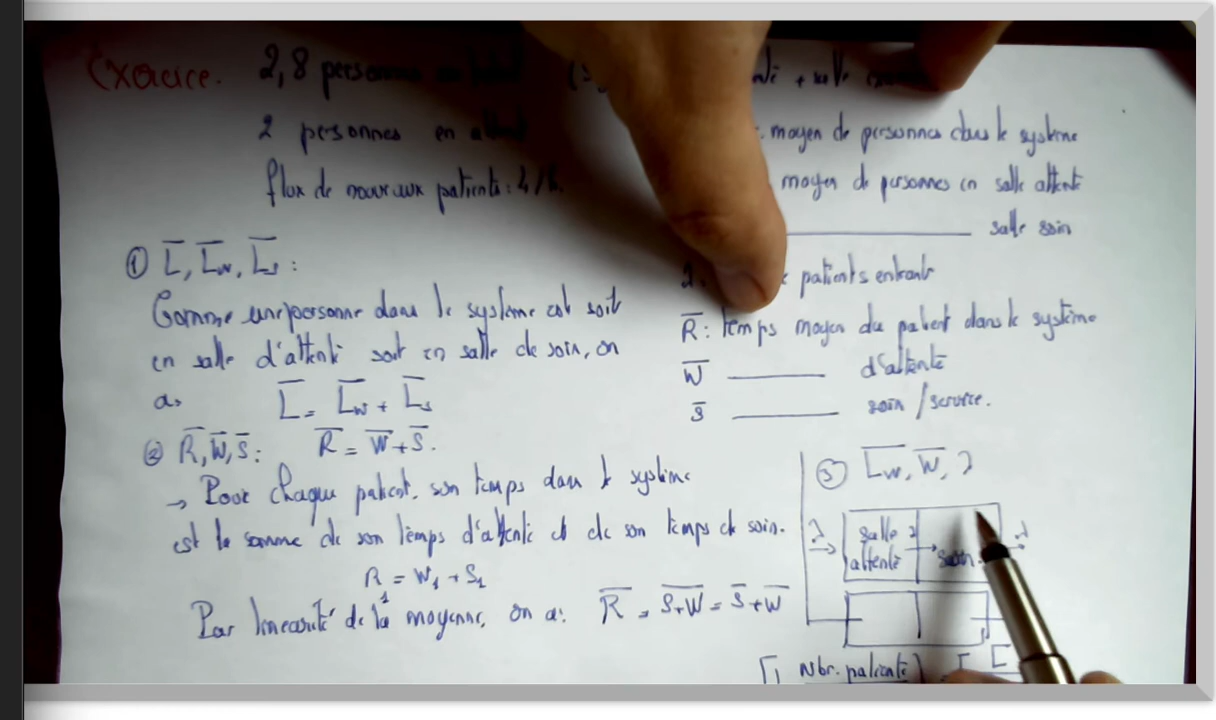 Exercice. 2,8 personnes
2 personnes en
flux de nouveaux patients : 4/h
moyen de personnes dans le système
moyen de personnes en salle attente
salle soin
patients entrant
R̅ : temps moyen du patient dans le système
W̅ d'attente
S̅ soin / service.
① L̅, L̅w, L̅s :
Comme une personne dans le système est soit
en salle d'attente soit en salle de soin, on
a, L̅ = L̅w + L̅s
② R̅, W̅, S̅ : R̅ = W̅ + S̅.
→ Pour chaque patient, son temps dans le système
est la somme de son temps d'attente et de son temps de soin.
R₁ = W₁ + S₁
Par linéarité de la moyenne, on a : R̅ = S+W̅ = S̅ + W̅
③ L̅w, W̅, λ
λ salle attente λ soin λ
Nbr. patients